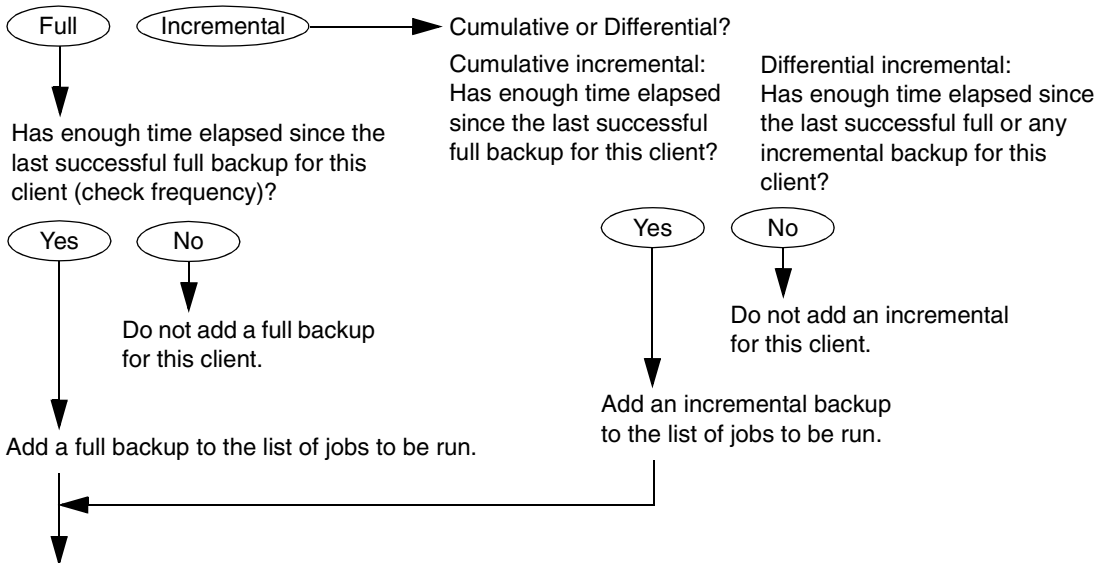 Full
Incremental
Cumulative or Differential?
Cumulative incremental:
Has enough time elapsed
since the last successful
full backup for this client?
Differential incremental:
Has enough time elapsed since
the last successful full or any
incremental backup for this
client?
Has enough time elapsed since the
last successful full backup for this
client (check frequency)?
Yes
No
Yes
No
Do not add a full backup
for this client.
Do not add an incremental
for this client.
Add an incremental backup
to the list of jobs to be run.
Add a full backup to the list of jobs to be run.